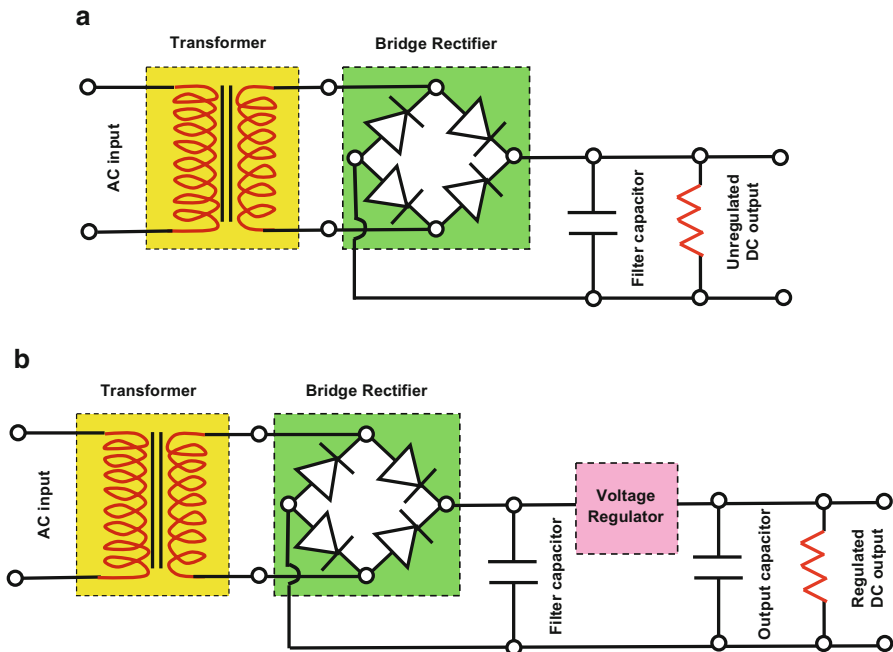 a
Transformer
Bridge Rectifier
AC input
Filter capacitor
Unregulated
DC output
b
Transformer
Bridge Rectifier
AC input
Filter capacitor
Voltage
Regulator
Output capacitor
Regulated
DC output